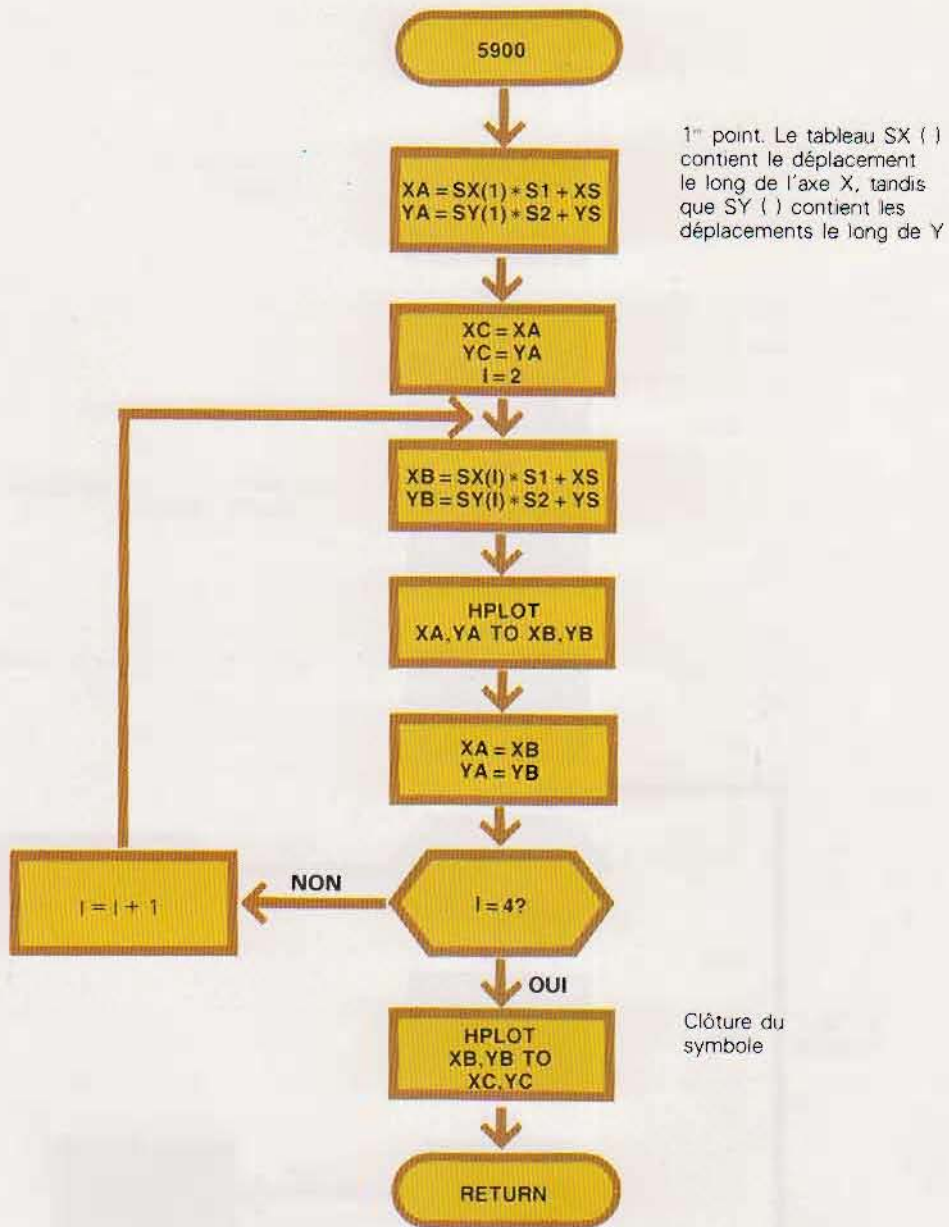 5900
1er point. Le tableau SX ( )
contient le déplacement
le long de l'axe X, tandis
que SY ( ) contient les
déplacements le long de Y
XA = SX(1) * S1 + XS
YA = SY(1) * S2 + YS
XC = XA
YC = YA
I = 2
XB = SX(I) * S1 + XS
YB = SY(I) * S2 + YS
HPLOT
XA,YA TO XB,YB
XA = XB
YA = YB
I = 4?
NON
I = I + 1
OUI
HPLOT
XB,YB TO
XC,YC
Clôture du
symbole
RETURN